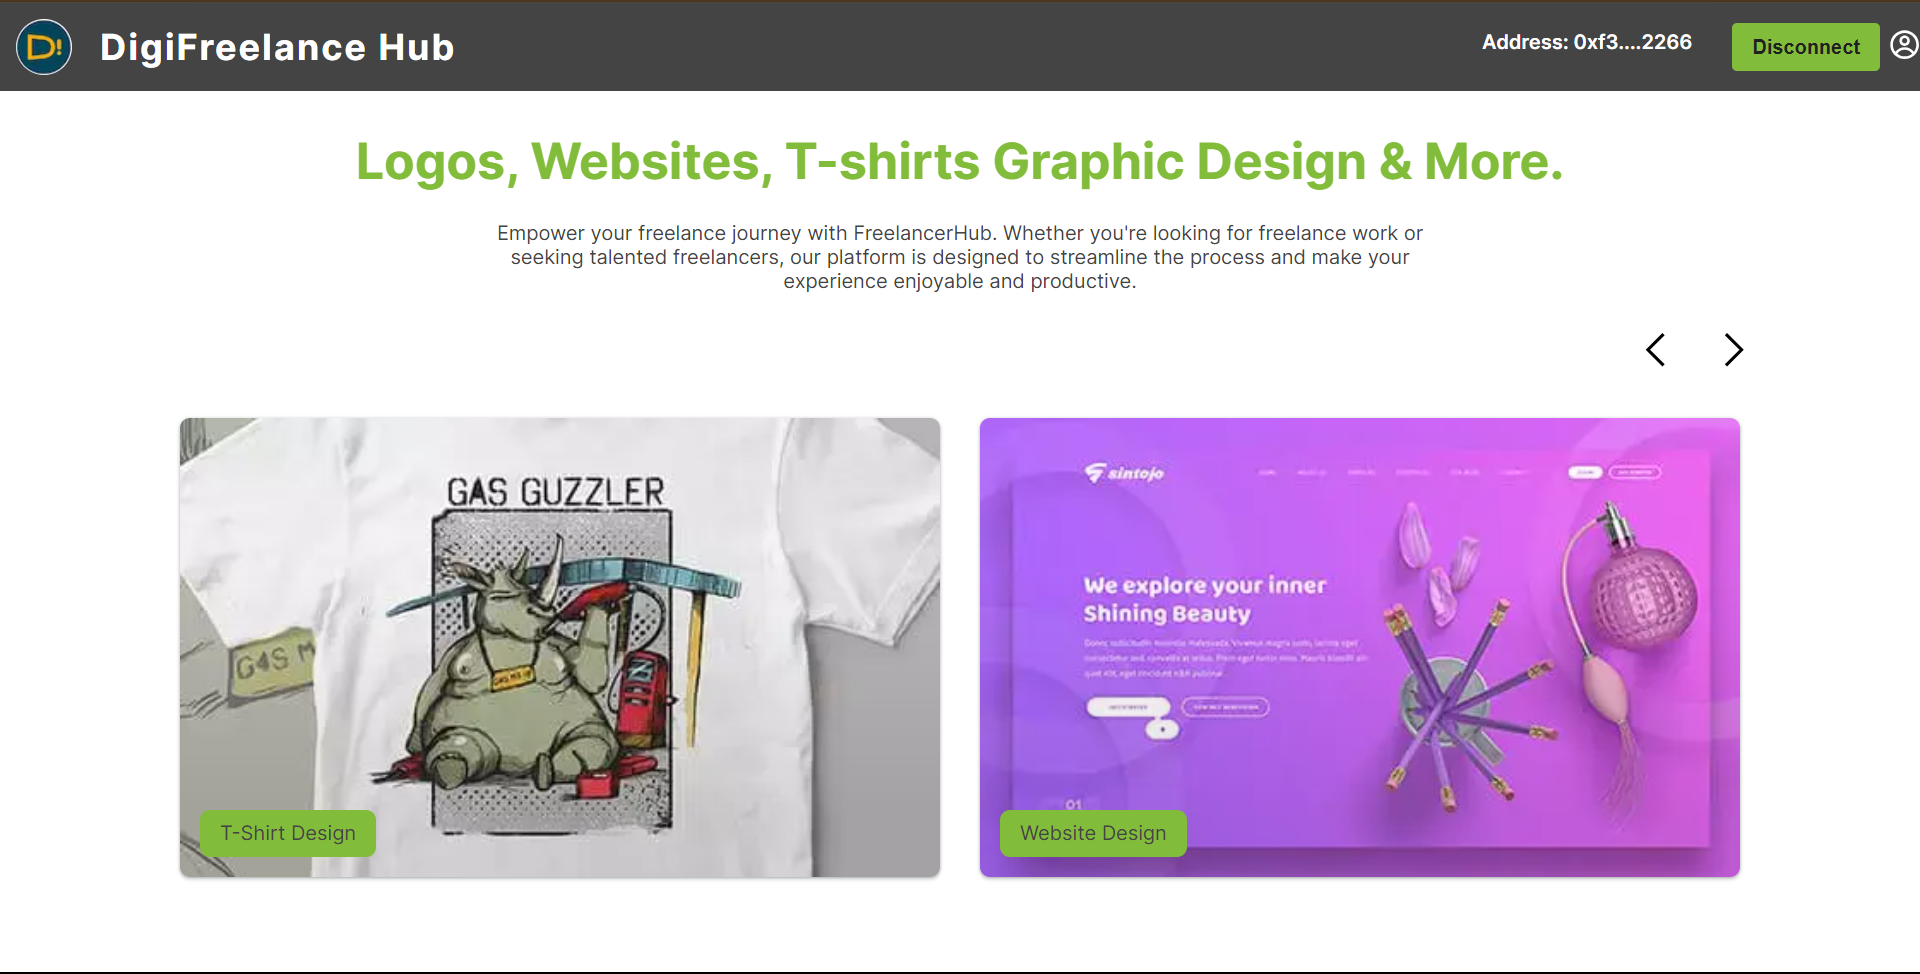 D!
DigiFreelance Hub
Address: 0xf3....2266
Disconnect
Logos, Websites, T-shirts Graphic Design & More.
Empower your freelance journey with FreelancerHub. Whether you're looking for freelance work or
seeking talented freelancers, our platform is designed to streamline the process and make your
experience enjoyable and productive.
GAS GUZZLER
GAS M
T-Shirt Design
sintojo
We explore your inner
Shining Beauty
01
Website Design